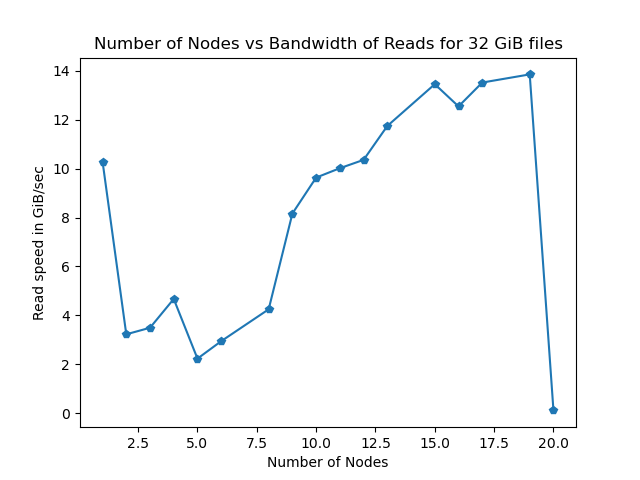 Number of Nodes vs Bandwidth of Reads for 32 GiB files
14
12
10
8
6
4
2
0
Read speed in GiB/sec
2.5 5.0 7.5 10.0 12.5 15.0 17.5 20.0
Number of Nodes